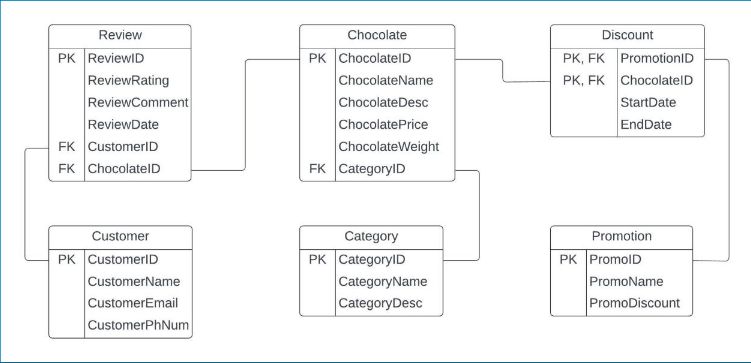 Review
PK ReviewID
ReviewRating
ReviewComment
ReviewDate
FK CustomerID
FK ChocolateID
Chocolate
PK ChocolateID
ChocolateName
ChocolateDesc
ChocolatePrice
ChocolateWeight
FK CategoryID
Discount
PK, FK PromotionID
PK, FK ChocolateID
StartDate
EndDate
Customer
PK CustomerID
CustomerName
CustomerEmail
CustomerPhNum
Category
PK CategoryID
CategoryName
CategoryDesc
Promotion
PK PromoID
PromoName
PromoDiscount